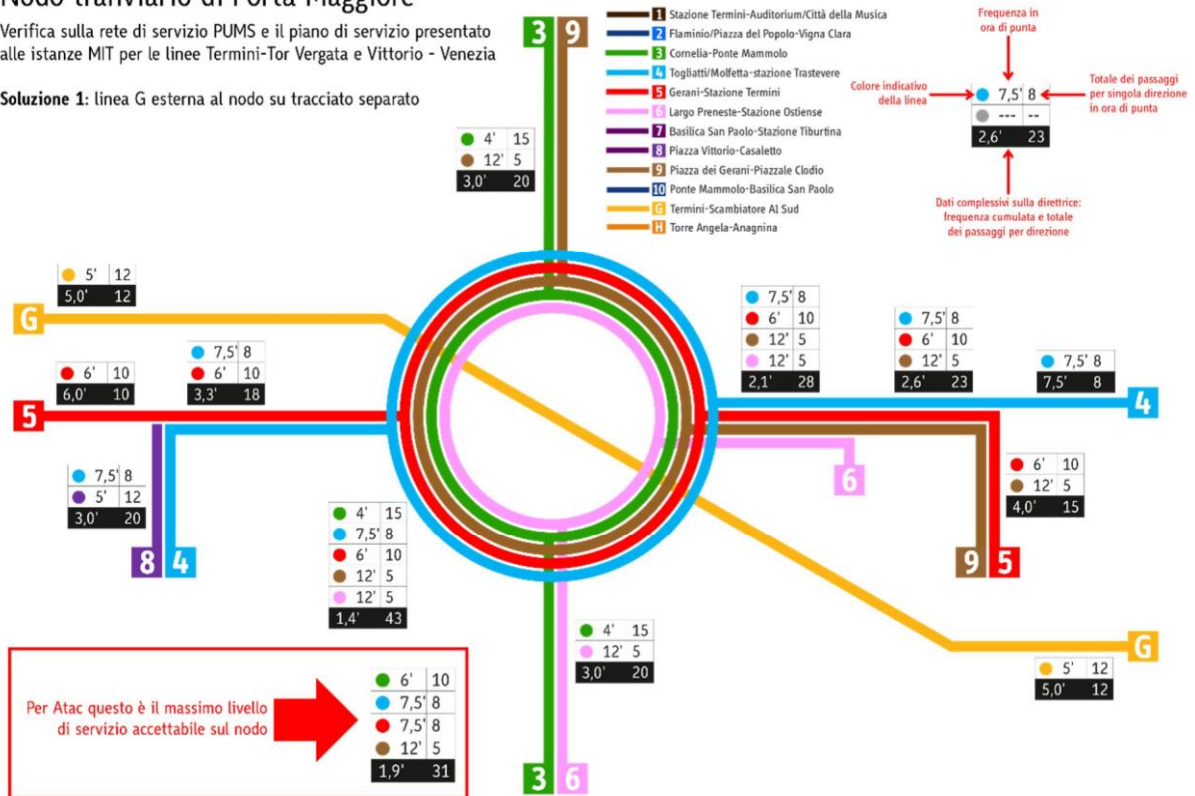 Nodo tranviario di Porta Maggiore
Verifica sulla rete di servizio PUMS e il piano di servizio presentato
alle istanze MIT per le linee Termini-Tor Vergata e Vittorio - Venezia
Soluzione 1: linea G esterna al nodo su tracciato separato
3 9
1 Stazione Termini-Auditorium/Città della Musica
2 Flaminio/Piazza del Popolo-Vigna Clara
3 Cornelia-Ponte Mammolo
4 Togliatti/Molfetta-stazione Trastevere
5 Gerani-Stazione Termini
6 Largo Preneste-Stazione Ostiense
7 Basilica San Paolo-Stazione Tiburtina
8 Piazza Vittorio-Casaletto
9 Piazza dei Gerani-Piazzale Clodio
10 Ponte Mammolo-Basilica San Paolo
G Termini-Scambiatore A1 Sud
H Torre Angela-Anagnina
Frequenza in
ora di punta
Colore indicativo
della linea
7,5' 8
--- --
2,6' 23
Totale dei passaggi
per singola direzione
in ora di punta
Dati complessivi sulla direttrice:
frequenza cumulata e totale
dei passaggi per direzione
4' 15
12' 5
3,0' 20
5' 12
5,0' 12
G
6' 10
6,0' 10
7,5' 8
6' 10
3,3' 18
5
7,5' 8
6' 10
12' 5
12' 5
2,1' 28
7,5' 8
6' 10
12' 5
2,6' 23
7,5' 8
7,5' 8
4
6
7,5' 8
5' 12
3,0' 20
8 4
6' 10
12' 5
4,0' 15
9 5
4' 15
7,5' 8
6' 10
12' 5
12' 5
1,4' 43
4' 15
12' 5
3,0' 20
G
5' 12
5,0' 12
Per Atac questo è il massimo livello
di servizio accettabile sul nodo
6' 10
7,5' 8
7,5' 8
12' 5
1,9' 31
3 6